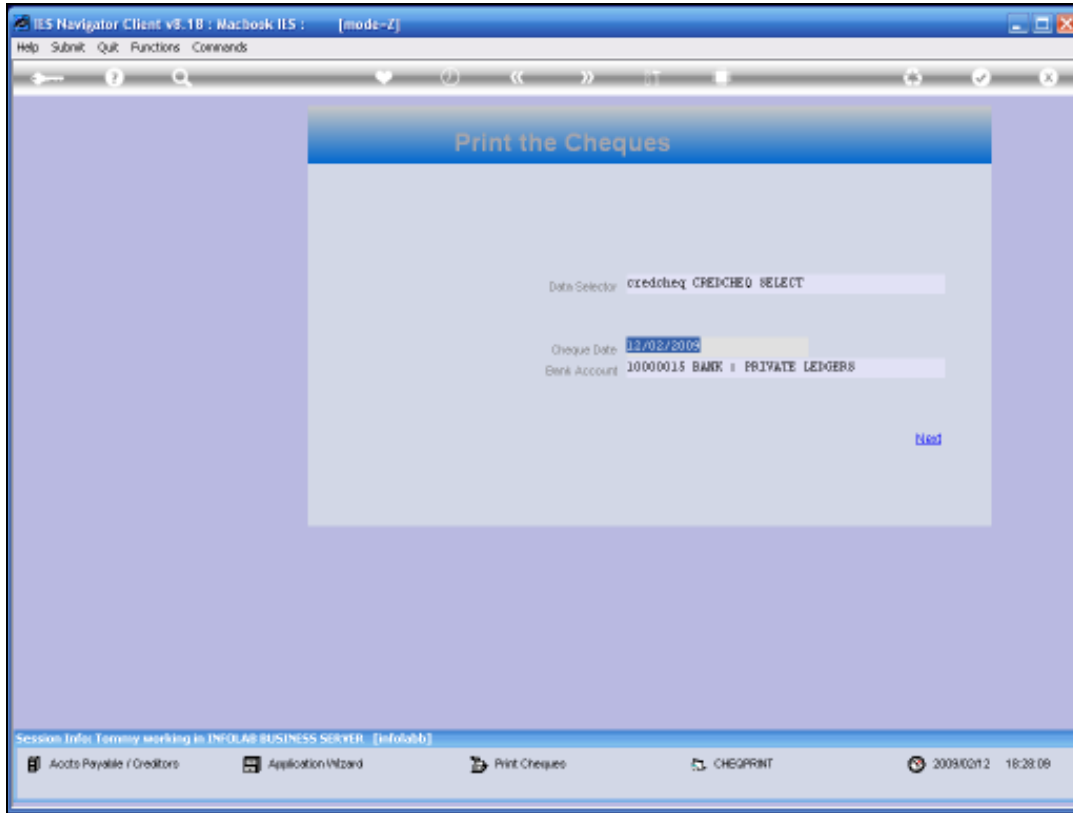 IES Navigator Client v8.18 : Macbook IES : [mode=Z]
Help Submit Quit Functions Commands
Print the Cheques
Data Selector credcheq CREDCHEQ SELECT
Cheque Date 12/02/2009
Bank Account 10000015 BANK : PRIVATE LEDGERS
Next
Session Info: Tommy working in INFOLAB BUSINESS SERVER [infolabb]
Accts Payable / Creditors Application Wizard Print Cheques CHEQPRINT 2009/02/12 18:28:09